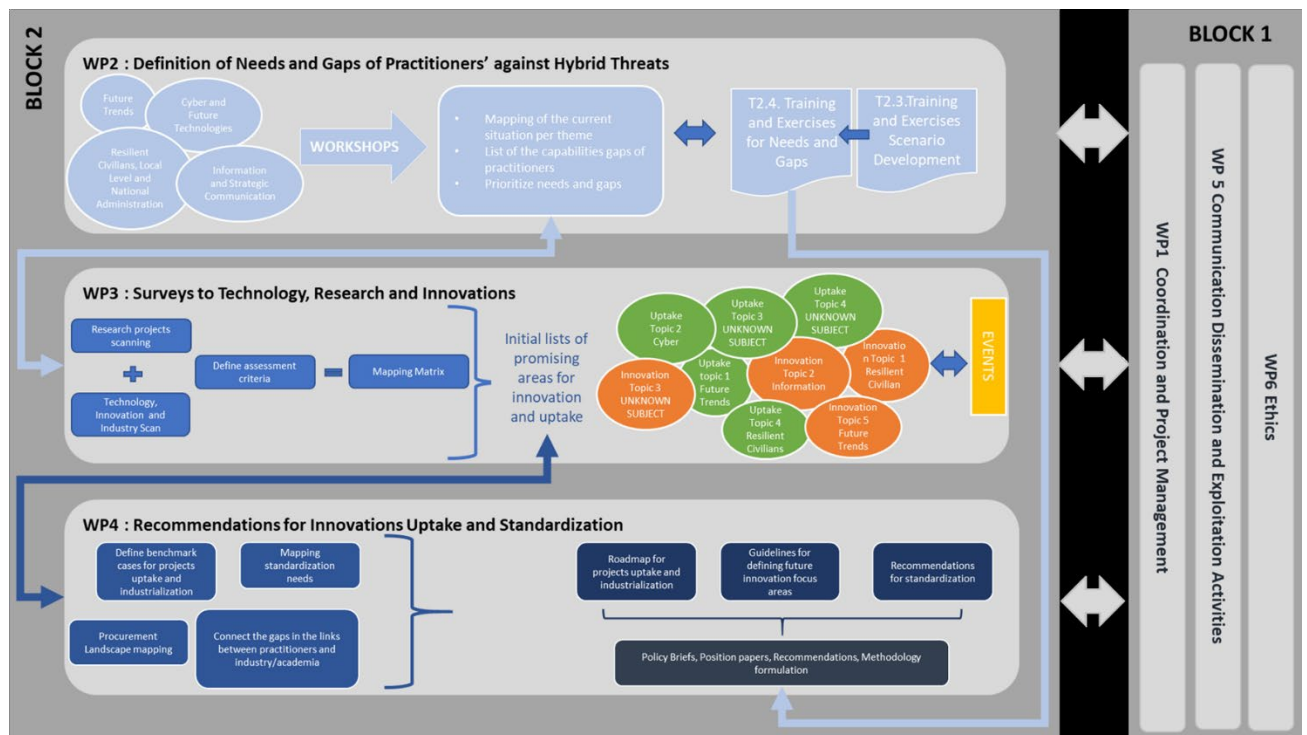 BLOCK 2
WP2 : Definition of Needs and Gaps of Practitioners' against Hybrid Threats
Future
Trends
Cyber and
Future
Technologies
Resilient
Civilians, Local
Level and
National
Administration
Information
and Strategic
Communication
WORKSHOPS
• Mapping of the current
situation per theme
• List of the capabilities gaps of
practitioners
• Prioritize needs and gaps
T2.4. Training
and Exercises
for Needs and
Gaps
T2.3.Training
and Exercises
Scenario
Development
WP3 : Surveys to Technology, Research and Innovations
Research projects
scanning
Technology,
Innovation and
Industry Scan
Define assessment
criteria
Mapping Matrix
Initial lists of
promising
areas for
innovation
and uptake
Uptake
Topic 2
Cyber
Uptake
Topic 3
UNKNOWN
SUBJECT
Uptake
Topic 4
UNKNOWN
SUBJECT
Innovation
Topic 3
UNKNOWN
SUBJECT
Uptake
topic 1
Future
Trends
Innovation
Topic 2
Information
Innovatio
n Topic 1
Resilient
Civilian
Uptake
Topic 4
Resilient
Civilians
Innovation
Topic 5
Future
Trends
EVENTS
WP4 : Recommendations for Innovations Uptake and Standardization
Define benchmark
cases for projects
uptake and
industrialization
Mapping
standardization
needs
Procurement
Landscape mapping
Connect the gaps in the links
between practitioners and
industry/academia
Roadmap for
projects uptake and
industrialization
Guidelines for
defining future
innovation focus
areas
Recommendations
for standardization
Policy Briefs, Position papers, Recommendations, Methodology
formulation
BLOCK 1
WP1 Coordination and Project Management
WP 5 Communication Dissemination and Exploitation Activities
WP6 Ethics